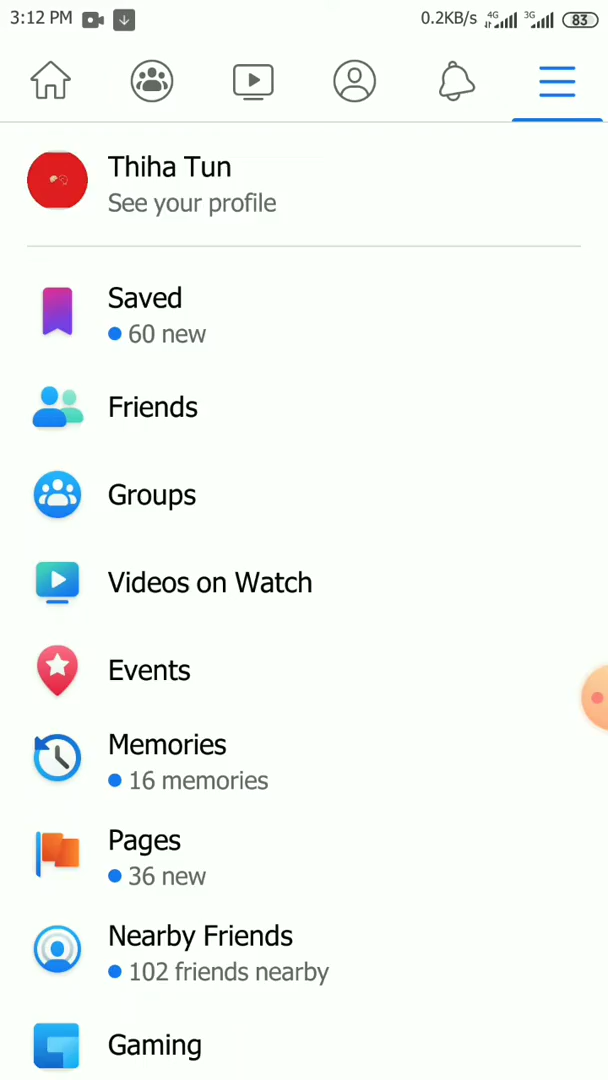 3:12 PM 0.2KB/s 4G 3G 83
Thiha Tun
See your profile
Saved
60 new
Friends
Groups
Videos on Watch
Events
Memories
16 memories
Pages
36 new
Nearby Friends
102 friends nearby
Gaming